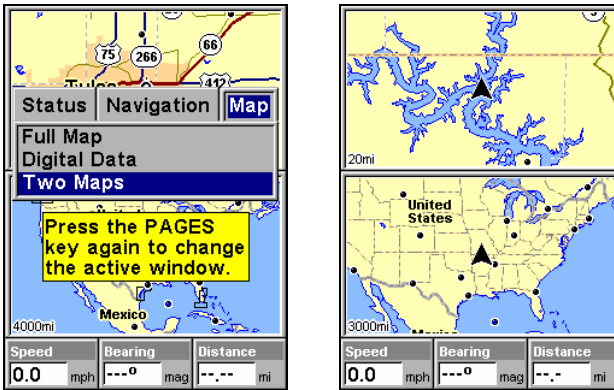 75
266
66
412
Tulsa
Status Navigation Map
Full Map
Digital Data
Two Maps
Press the PAGES
key again to change
the active window.
Mexico
4000mi
Speed Bearing Distance
0.0 mph ---º mag --.-- mi
20mi
United
States
3000mi
Speed Bearing Distance
0.0 mph ---º mag --.-- mi